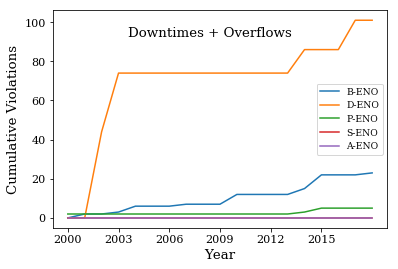 Downtimes + Overflows
Cumulative Violations
100
80
60
40
20
0
B-ENO
D-ENO
P-ENO
S-ENO
A-ENO
2000 2003 2006 2009 2012 2015
Year